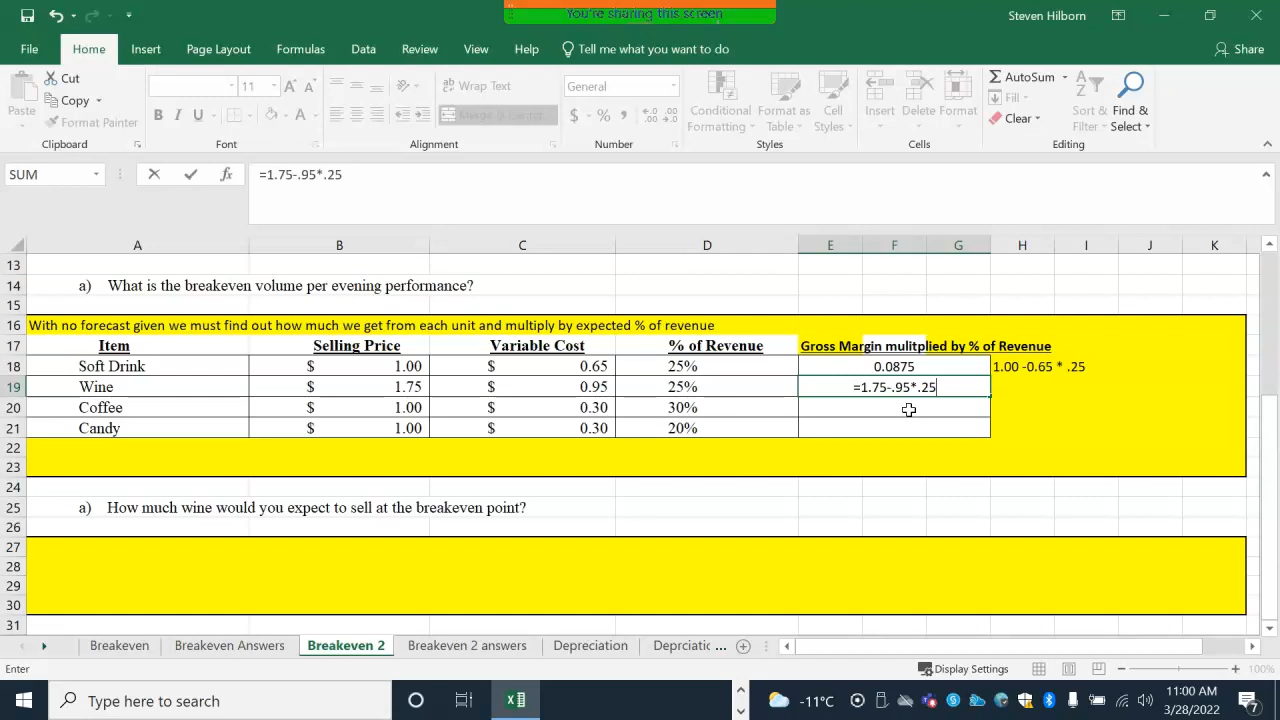 You're sharing this screen
Steven Hilborn
File Home Insert Page Layout Formulas Data Review View Help Tell me what you want to do Share
Paste
Cut
Copy
Format Painter
Clipboard
11
B I U
Font
Wrap Text
Merge & Center
Alignment
General
$ % ,
Number
Conditional Formatting
Format as Table
Cell Styles
Styles
Insert Delete Format
Cells
AutoSum
Fill
Clear
Sort & Filter
Find & Select
Editing
SUM fx =1.75-.95*.25
A B C D E F G H I J K
13
14 a) What is the breakeven volume per evening performance?
15
16 With no forecast given we must find out how much we get from each unit and multiply by expected % of revenue
17 Item Selling Price Variable Cost % of Revenue Gross Margin mulitplied by % of Revenue
18 Soft Drink $ 1.00 $ 0.65 25% 0.0875 1.00 -0.65 * .25
19 Wine $ 1.75 $ 0.95 25% =1.75-.95*.25
20 Coffee $ 1.00 $ 0.30 30%
21 Candy $ 1.00 $ 0.30 20%
22
23
24
25 a) How much wine would you expect to sell at the breakeven point?
26
27
28
29
30
31
Breakeven Breakeven Answers Breakeven 2 Breakeven 2 answers Depreciation Deprciatic ...
Enter Display Settings 100%
Type here to search -11°C 11:00 AM
3/28/2022 7